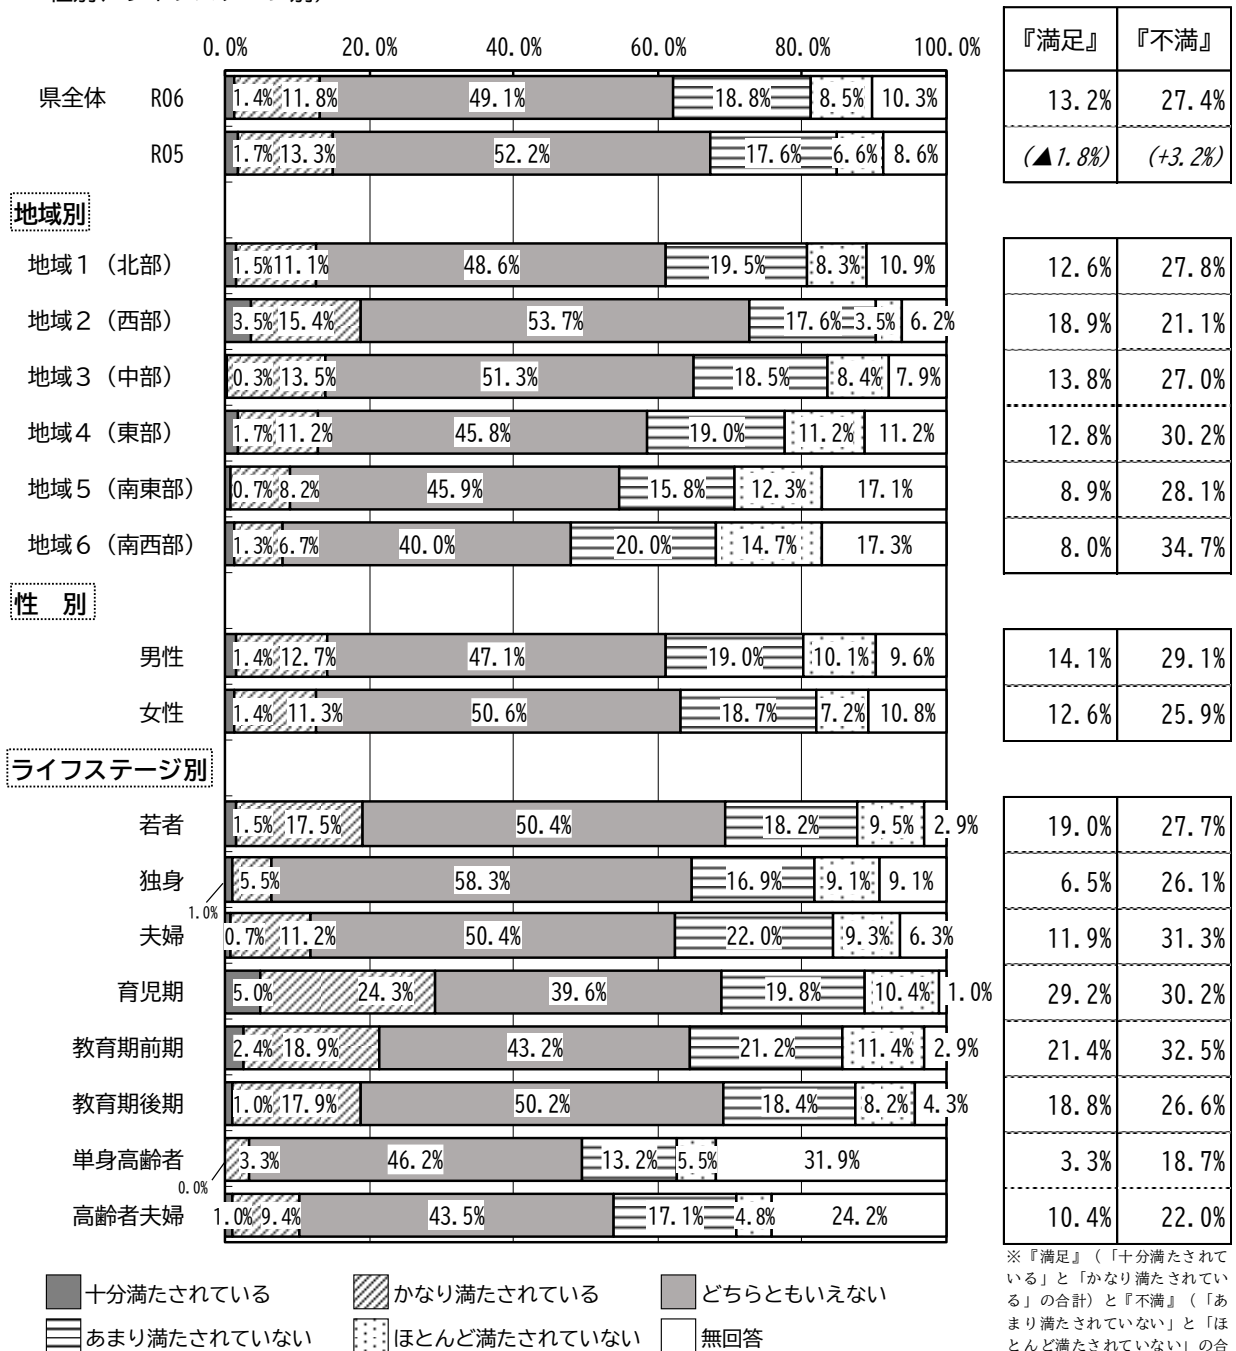 0.0% 20.0% 40.0% 60.0% 80.0% 100.0% 『満足』 『不満』
県全体 R06 1.4% 11.8% 49.1% 18.8% 8.5% 10.3% 13.2% 27.4%
R05 1.7% 13.3% 52.2% 17.6% 6.6% 8.6% (▲1.8%) (+3.2%)
地域別
地域1（北部） 1.5% 11.1% 48.6% 19.5% 8.3% 10.9% 12.6% 27.8%
地域2（西部） 3.5% 15.4% 53.7% 17.6% 3.5% 6.2% 18.9% 21.1%
地域3（中部） 0.3% 13.5% 51.3% 18.5% 8.4% 7.9% 13.8% 27.0%
地域4（東部） 1.7% 11.2% 45.8% 19.0% 11.2% 11.2% 12.8% 30.2%
地域5（南東部） 0.7% 8.2% 45.9% 15.8% 12.3% 17.1% 8.9% 28.1%
地域6（南西部） 1.3% 6.7% 40.0% 20.0% 14.7% 17.3% 8.0% 34.7%
性 別
男性 1.4% 12.7% 47.1% 19.0% 10.1% 9.6% 14.1% 29.1%
女性 1.4% 11.3% 50.6% 18.7% 7.2% 10.8% 12.6% 25.9%
ライフステージ別
若者 1.5% 17.5% 50.4% 18.2% 9.5% 2.9% 19.0% 27.7%
独身 1.0% 5.5% 58.3% 16.9% 9.1% 9.1% 6.5% 26.1%
夫婦 0.7% 11.2% 50.4% 22.0% 9.3% 6.3% 11.9% 31.3%
育児期 5.0% 24.3% 39.6% 19.8% 10.4% 1.0% 29.2% 30.2%
教育期前期 2.4% 18.9% 43.2% 21.2% 11.4% 2.9% 21.4% 32.5%
教育期後期 1.0% 17.9% 50.2% 18.4% 8.2% 4.3% 18.8% 26.6%
単身高齢者 0.0% 3.3% 46.2% 13.2% 5.5% 31.9% 3.3% 18.7%
高齢者夫婦 1.0% 9.4% 43.5% 17.1% 4.8% 24.2% 10.4% 22.0%
十分満たされている かなり満たされている どちらともいえない
あまり満たされていない ほとんど満たされていない 無回答
※『満足』（「十分満たされて
いる」と「かなり満たされてい
る」の合計）と『不満』（「あ
まり満たされていない」と「ほ
とんど満たされていない」の合